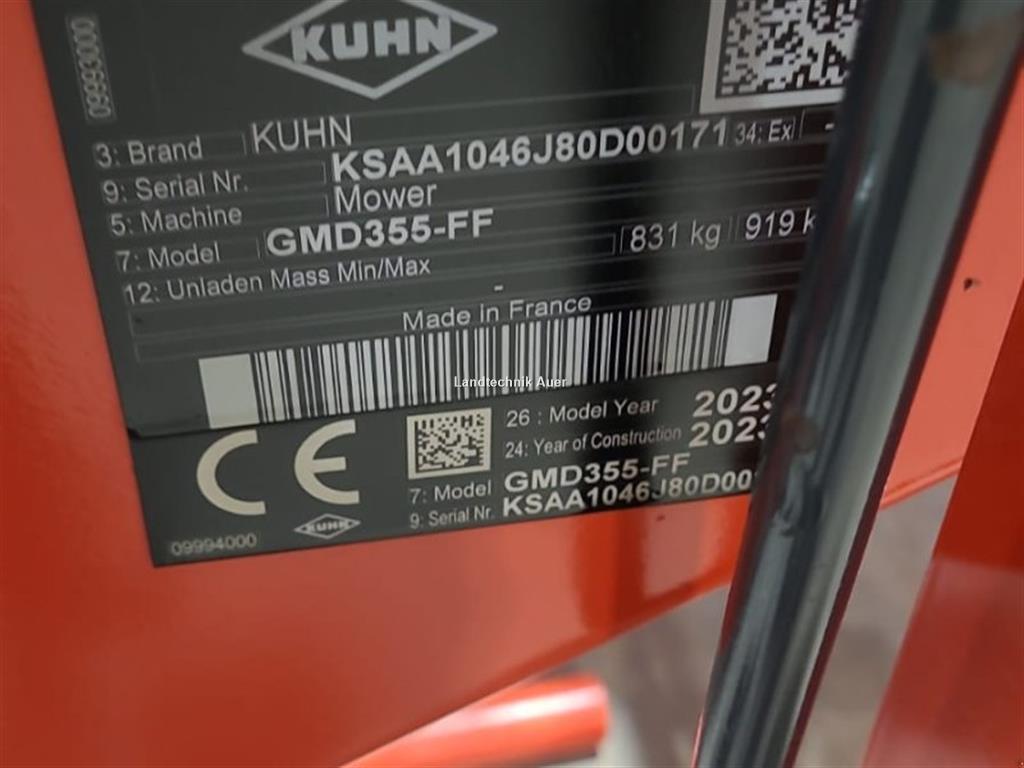 09993000
KUHN
3: Brand KUHN
9: Serial Nr. KSAA1046J80D00171 34: Ex -
5: Machine Mower
7: Model GMD355-FF
12: Unladen Mass Min/Max 831 kg 919 k
-
Made in France
Landtechnik Auer
CE
26 : Model Year 2023
24: Year of Construction 2023
7: Model GMD355-FF
9: Serial Nr. KSAA1046J80D00
KUHN
09994000